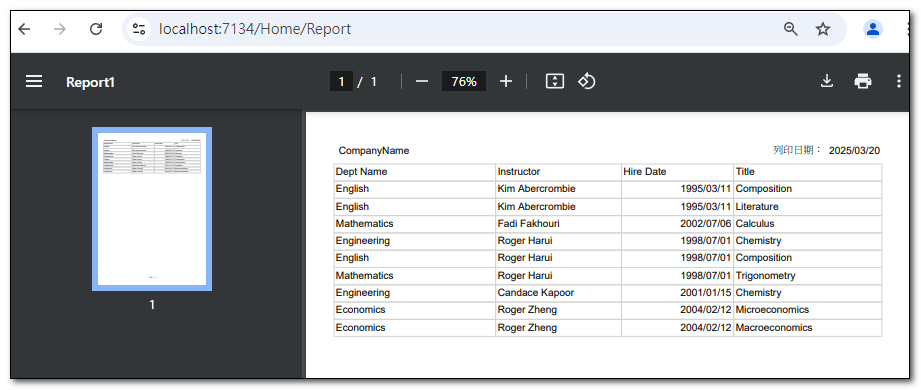 localhost:7134/Home/Report
Report1 1 / 1 76%
CompanyName 列印日期： 2025/03/20
Dept Name Instructor Hire Date Title
English Kim Abercrombie 1995/03/11 Composition
English Kim Abercrombie 1995/03/11 Literature
Mathematics Fadi Fakhouri 2002/07/06 Calculus
Engineering Roger Harui 1998/07/01 Chemistry
English Roger Harui 1998/07/01 Composition
Mathematics Roger Harui 1998/07/01 Trigonometry
Engineering Candace Kapoor 2001/01/15 Chemistry
Economics Roger Zheng 2004/02/12 Microeconomics
Economics Roger Zheng 2004/02/12 Macroeconomics
1